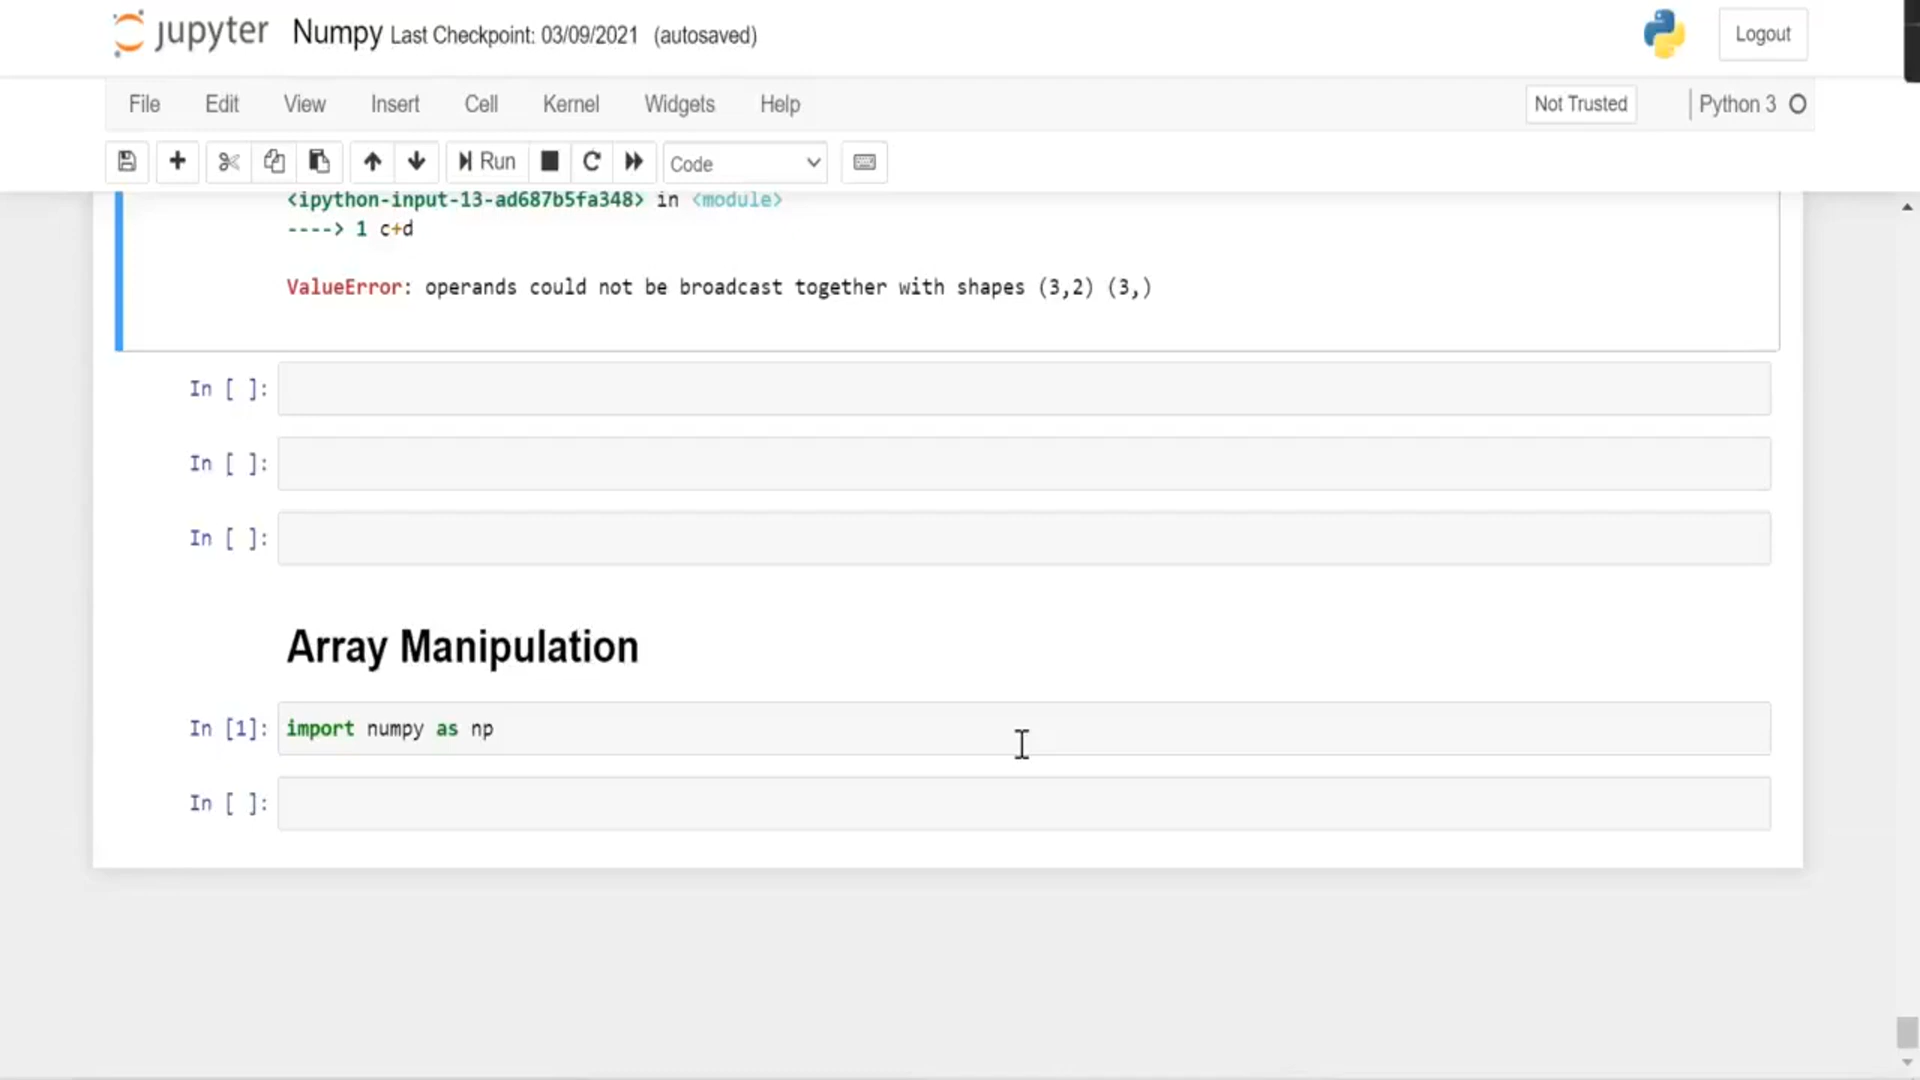 jupyter Numpy Last Checkpoint: 03/09/2021 (autosaved) Logout
File Edit View Insert Cell Kernel Widgets Help Not Trusted Python 3
Run Code
<ipython-input-13-ad687b5fa348> in <module>
----> 1 c+d
ValueError: operands could not be broadcast together with shapes (3,2) (3,)
In [ ]:
In [ ]:
In [ ]:
Array Manipulation
In [1]: import numpy as np
In [ ]: